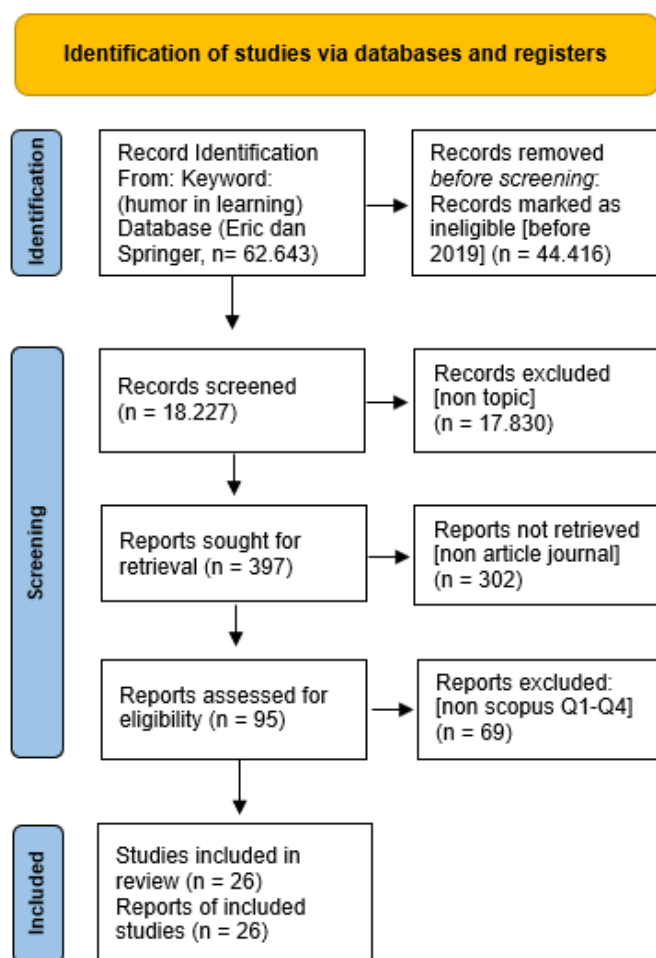 Identification of studies via databases and registers
Identification
Record Identification
From: Keyword:
(humor in learning)
Database (Eric dan
Springer, n= 62.643)
Records removed
before screening:
Records marked as
ineligible [before
2019] (n = 44.416)
Screening
Records screened
(n = 18.227)
Records excluded
[non topic]
(n = 17.830)
Reports sought for
retrieval (n = 397)
Reports not retrieved
[non article journal]
(n = 302)
Reports assessed for
eligibility (n = 95)
Reports excluded:
[non scopus Q1-Q4]
(n = 69)
Included
Studies included in
review (n = 26)
Reports of included
studies (n = 26)